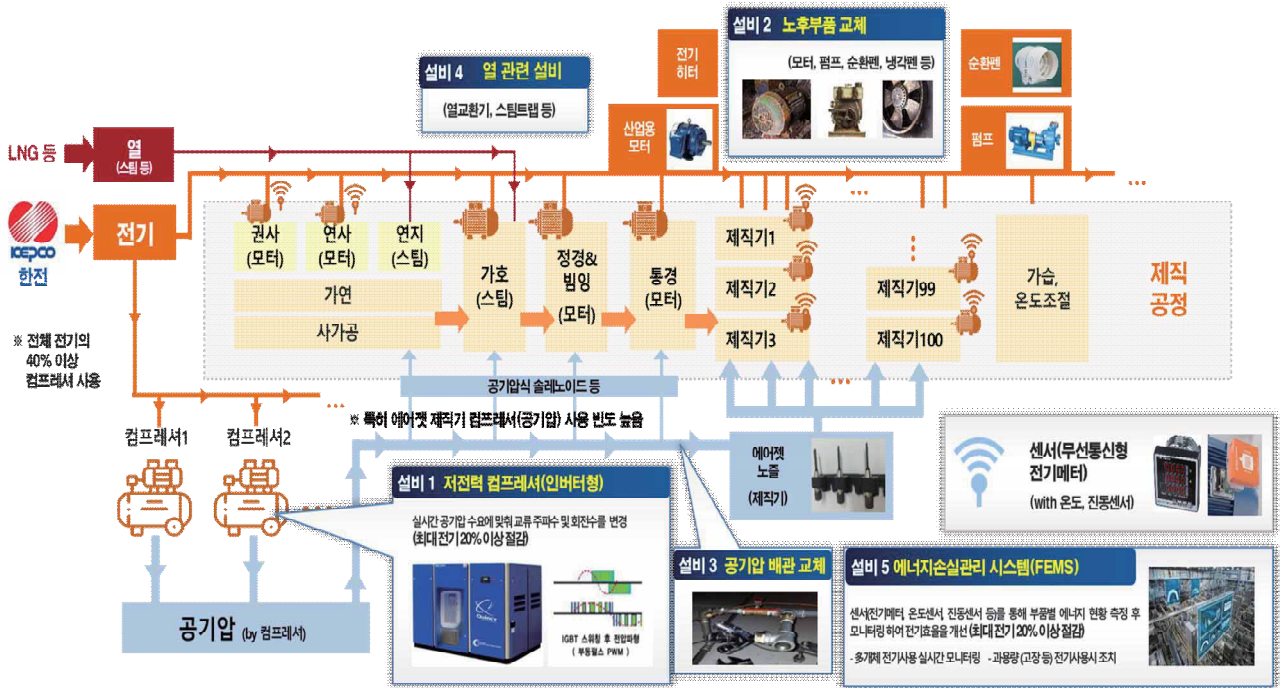 설비 2 노후부품 교체
(모터, 펌프, 순환펜, 냉각펜 등)
전기
히터
순환펜
설비 4 열 관련 설비
(열교환기, 스팀트랩 등)
산업용
모터
펌프
LNG 등
열
(스팀 등)
...
...
KEPCO
한전
전기
권사
(모터)
연사
(모터)
연지
(스팀)
가연
사가공
가호
(스팀)
정경&
빔잉
(모터)
통경
(모터)
제직기1
제직기2
제직기3
제직기99
제직기100
가습,
온도조절
제직
공정
※ 전체 전기의
40% 이상
컴프레셔 사용
공기압식 솔레노이드 등
...
...
※ 특히 에어젯 제직기 컴프레셔(공기압) 사용 빈도 높음
컴프레셔1
컴프레셔2
에어젯
노즐
(제직기)
센서(무선통신형
전기메터)
(with 온도, 진동센서)
설비 1 저전력 컴프레셔(인버터형)
실시간 공기압 수요에 맞춰 교류 주파수 및 회전수를 변경
(최대 전기 20% 이상 절감)
Quincy
IGBT 스위칭 후 전압파형
( 부등펄스 PWM )
설비 3 공기압 배관 교체
설비 5 에너지손실관리 시스템(FEMS)
센서(전기메터, 온도센서, 진동센서 등)를 통해 부품별 에너지 현황 측정 후
모니터링 하여 전기효율을 개선 (최대 전기 20% 이상 절감)
- 多개체 전기사용 실시간 모니터링 - 과용량 (고장 등) 전기사용시 조치
공기압 (by 컴프레셔)